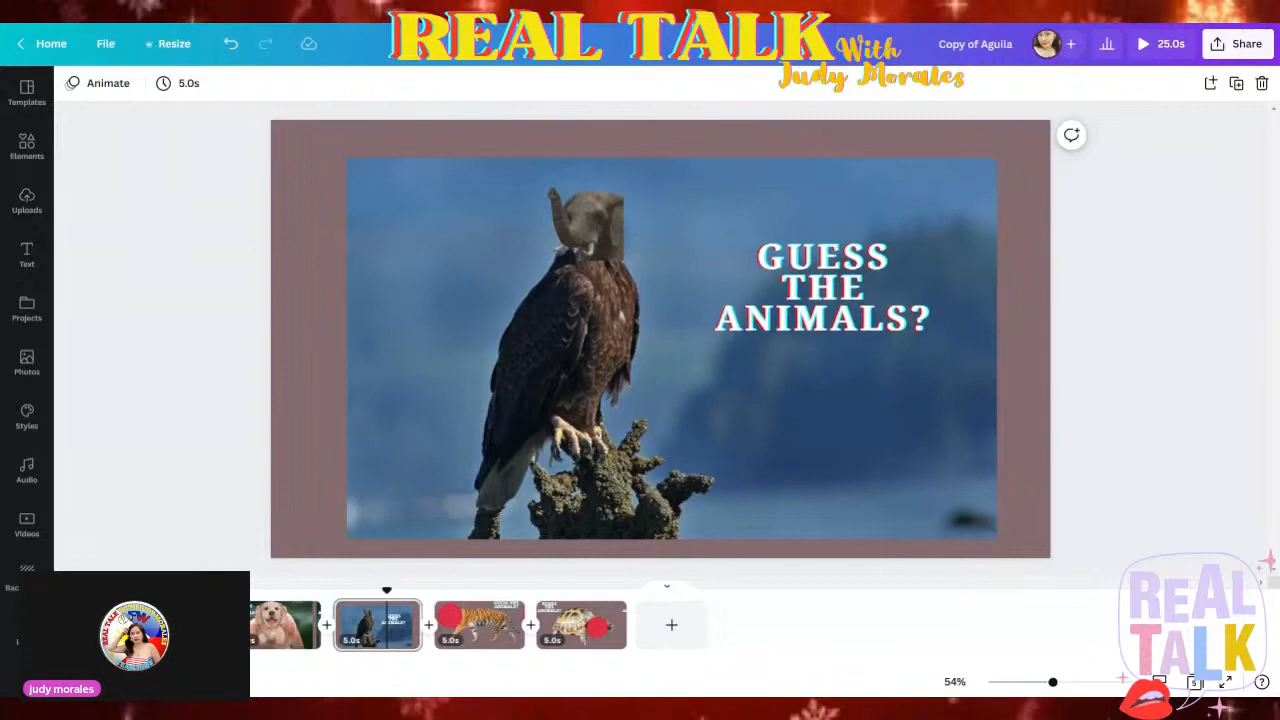 REAL TALK
With
Judy Morales
Home
File
Resize
Copy of Aguila
25.0s
Share
Animate
5.0s
Templates
Elements
Uploads
Text
Projects
Photos
Styles
Audio
Videos
GUESS
THE
ANIMALS?
5.0s
5.0s
5.0s
54%
5
judy morales
REAL
TALK